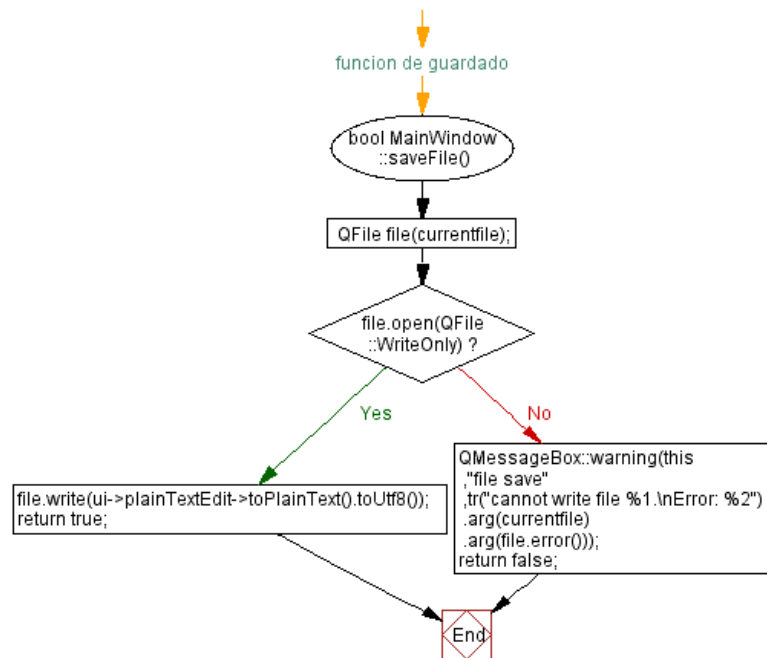 funcion de guardado
bool MainWindow
::saveFile()
QFile file(currentfile);
file.open(QFile
::WriteOnly) ?
Yes
No
file.write(ui->plainTextEdit->toPlainText().toUtf8());
return true;
QMessageBox::warning(this
,"file save"
,tr("cannot write file %1.\nError: %2")
.arg(currentfile)
.arg(file.error()));
return false;
End